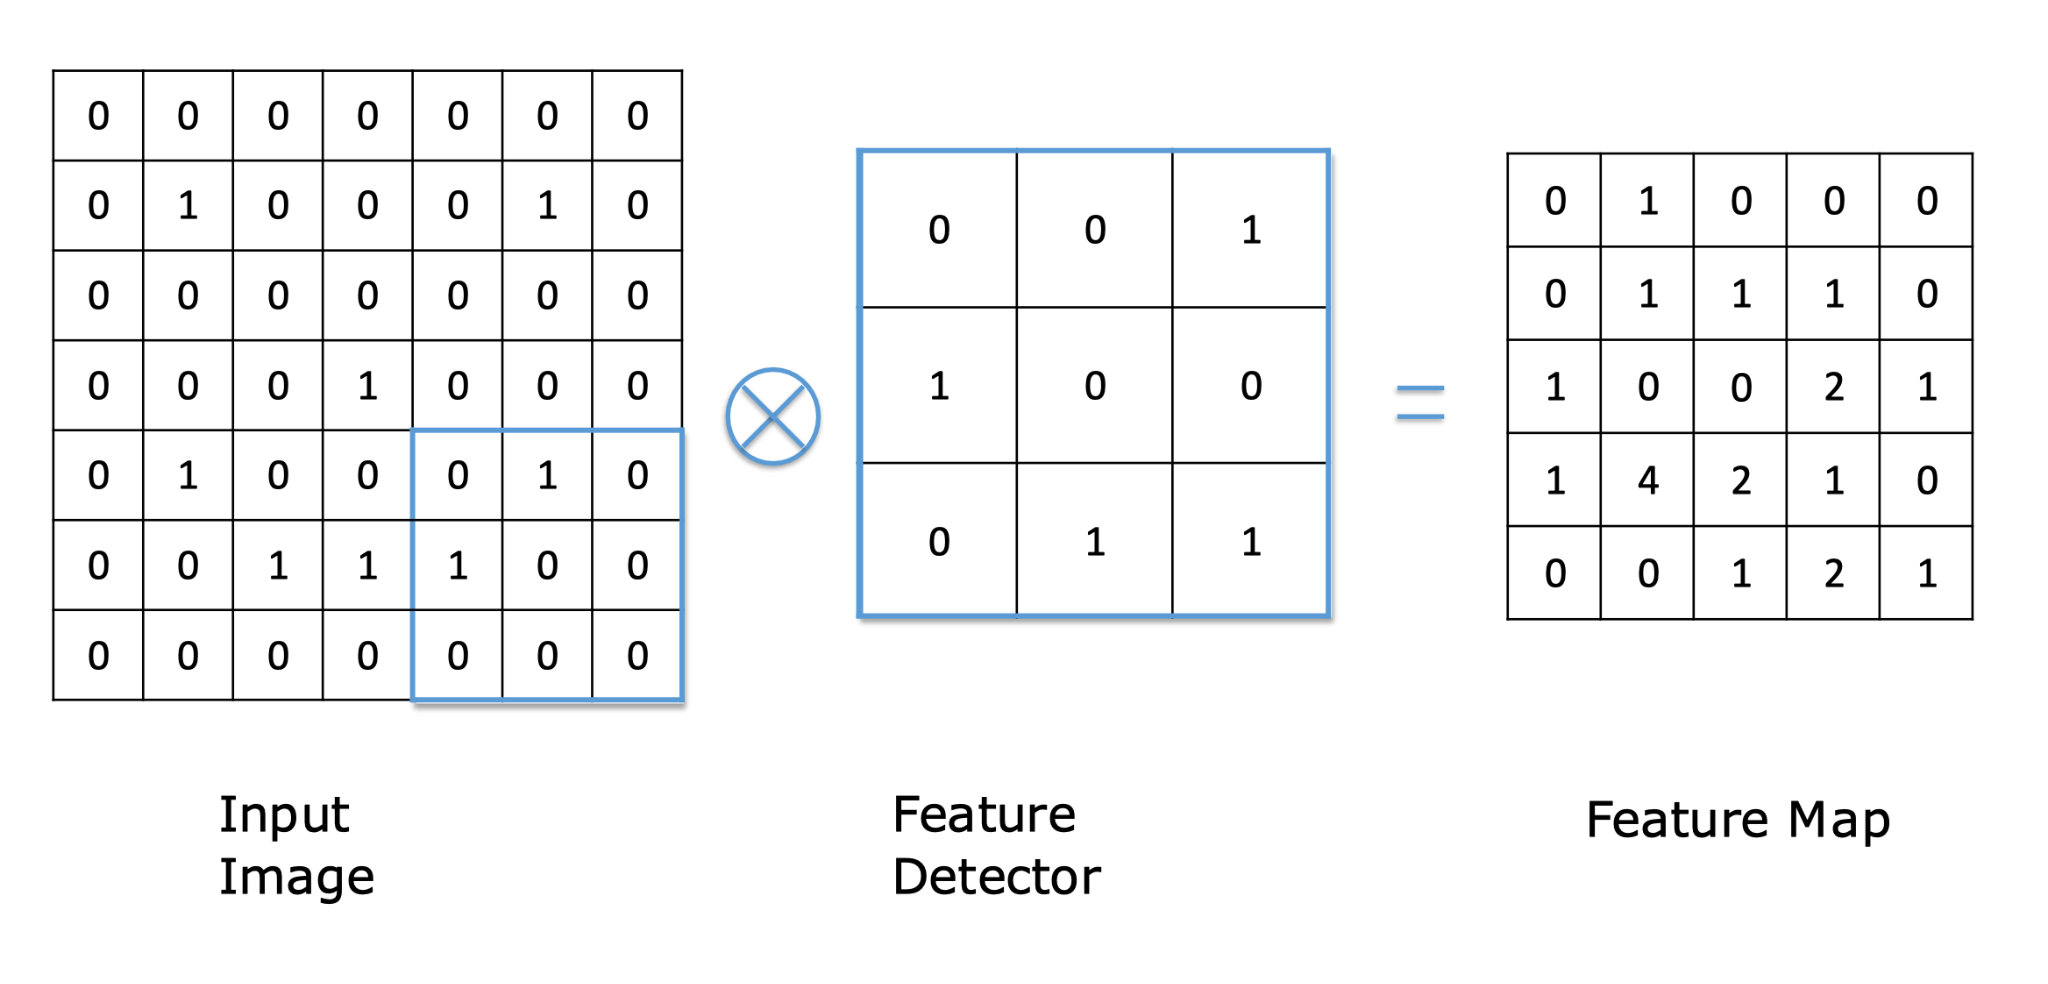 0 0 0 0 0 0 0
0 1 0 0 0 1 0
0 0 0 0 0 0 0
0 0 0 1 0 0 0
0 1 0 0 0 1 0
0 0 1 1 1 0 0
0 0 0 0 0 0 0
0 0 1
1 0 0
0 1 1
=
0 1 0 0 0
0 1 1 1 0
1 0 0 2 1
1 4 2 1 0
0 0 1 2 1
Input
Image
Feature
Detector
Feature Map